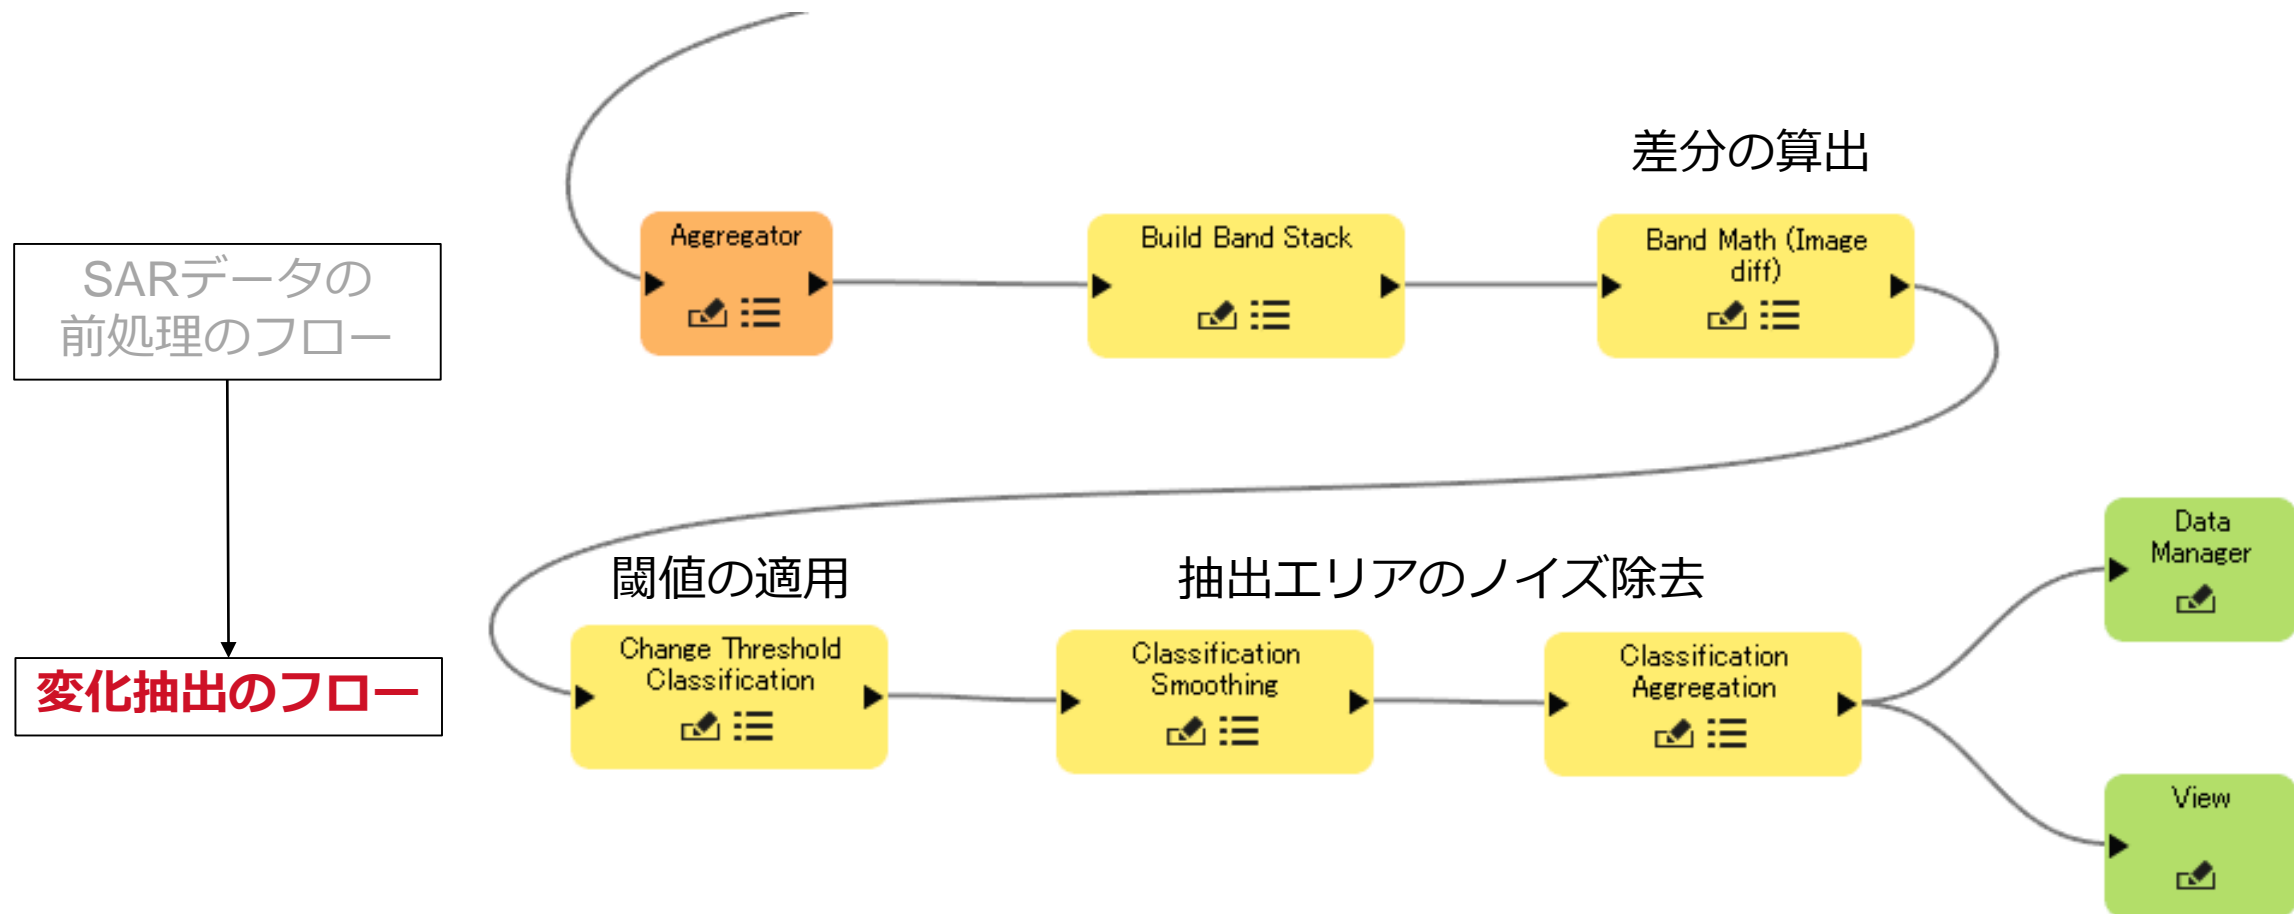 差分の算出
Aggregator
Build Band Stack
Band Math (Image
diff)
SARデータの
前処理のフロー
閾値の適用
抽出エリアのノイズ除去
Change Threshold
Classification
Classification
Smoothing
Classification
Aggregation
Data
Manager
変化抽出のフロー
View